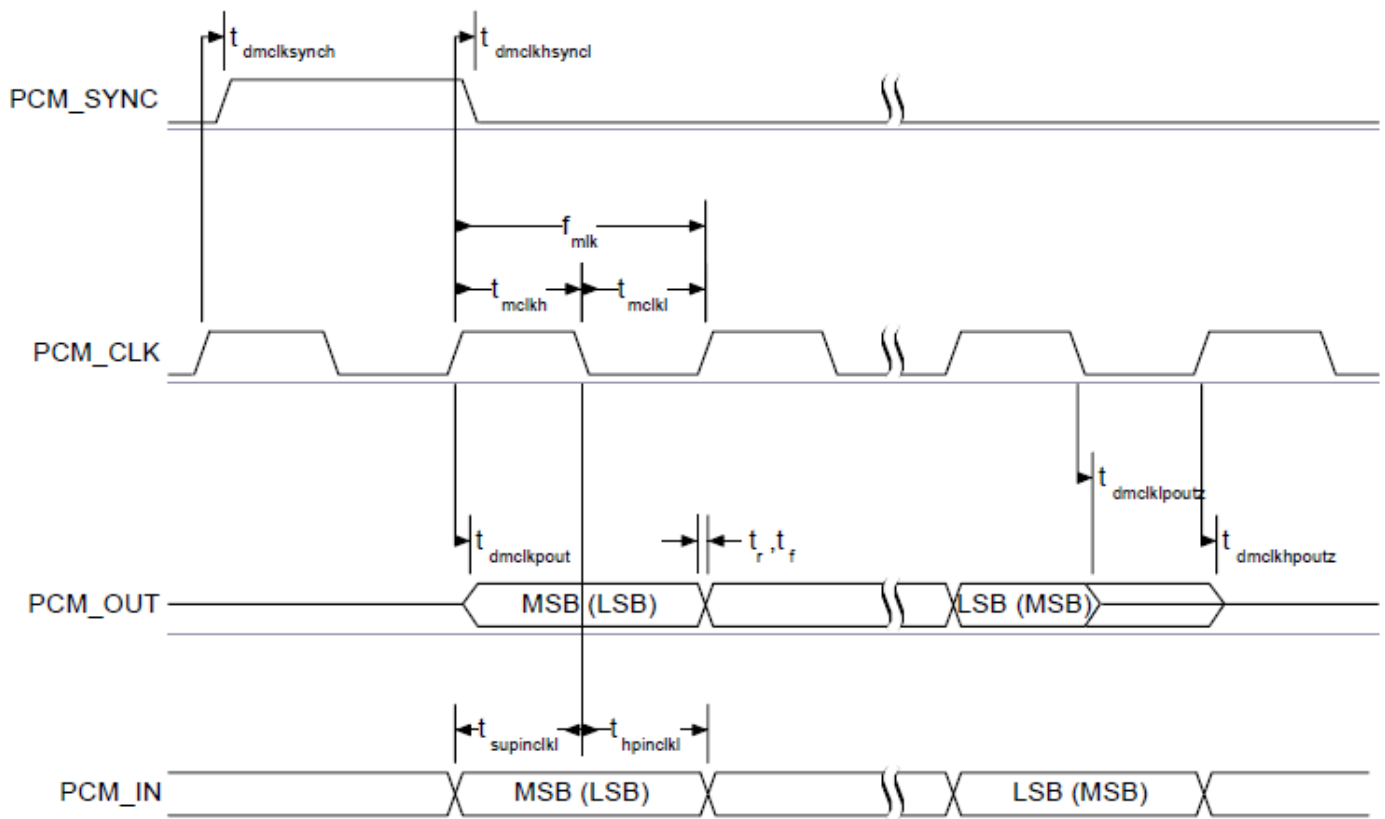 t dmclksynch
t dmclkhsyncl
PCM_SYNC
f mlk
t mclkh
t mclkl
PCM_CLK
t dmclklpoutz
t dmclkpout
t r ,t f
t dmclkhpoutz
PCM_OUT
MSB (LSB)
LSB (MSB)
t supinclkl
t hpinclkl
PCM_IN
MSB (LSB)
LSB (MSB)